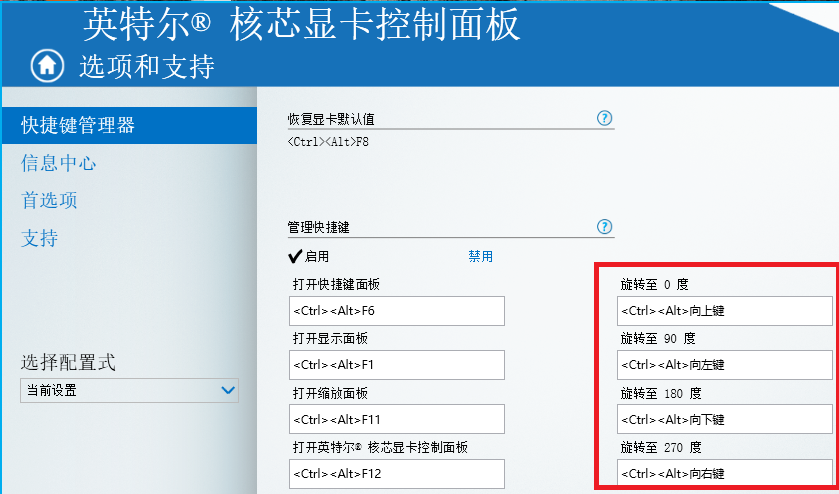 英特尔® 核芯显卡控制面板
选项和支持
快捷键管理器
信息中心
首选项
支持
选择配置式
当前设置
恢复显卡默认值
<Ctrl><Alt>F8
管理快捷键
启用
禁用
打开快捷键面板
<Ctrl><Alt>F6
打开显示面板
<Ctrl><Alt>F1
打开缩放面板
<Ctrl><Alt>F11
打开英特尔® 核芯显卡控制面板
<Ctrl><Alt>F12
旋转至 0 度
<Ctrl><Alt>向上键
旋转至 90 度
<Ctrl><Alt>向左键
旋转至 180 度
<Ctrl><Alt>向下键
旋转至 270 度
<Ctrl><Alt>向右键